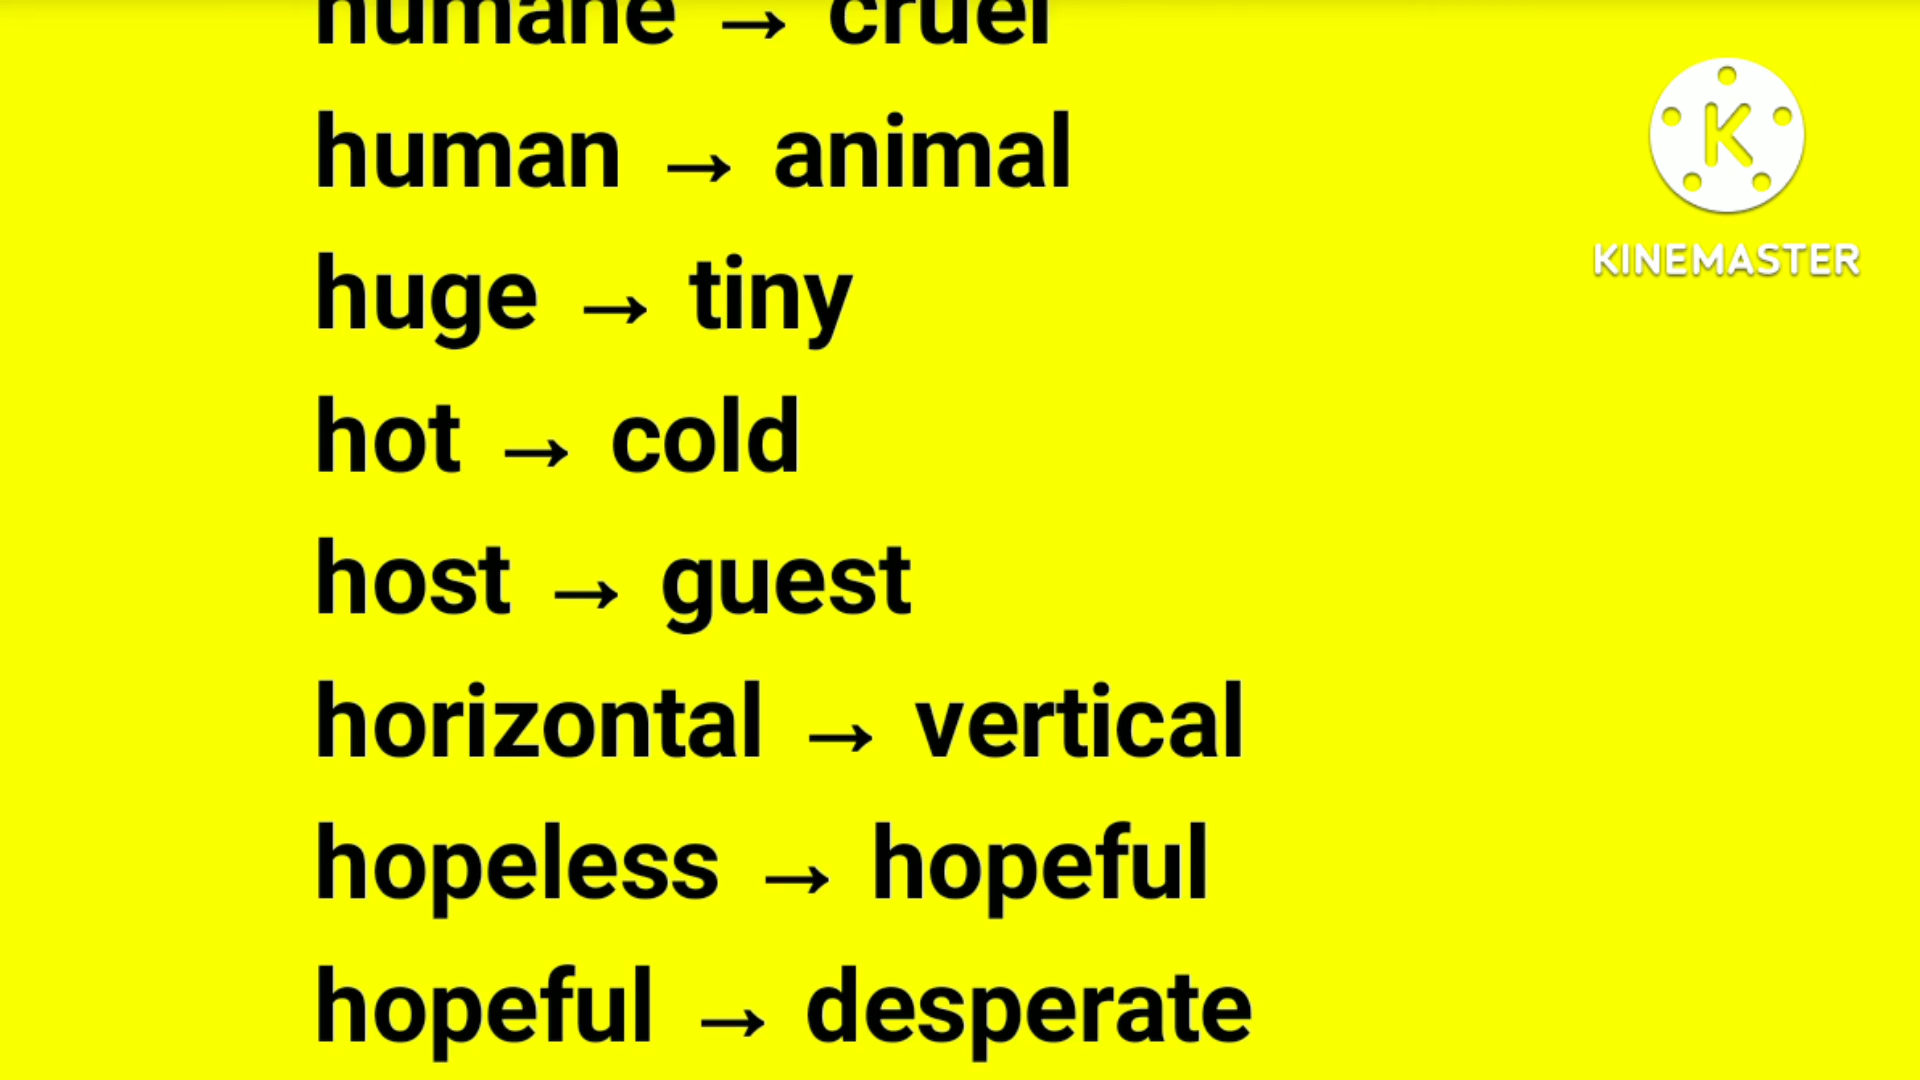 humane → cruel
human → animal
huge → tiny
hot → cold
host → guest
horizontal → vertical
hopeless → hopeful
hopeful → desperate
K
KINEMASTER